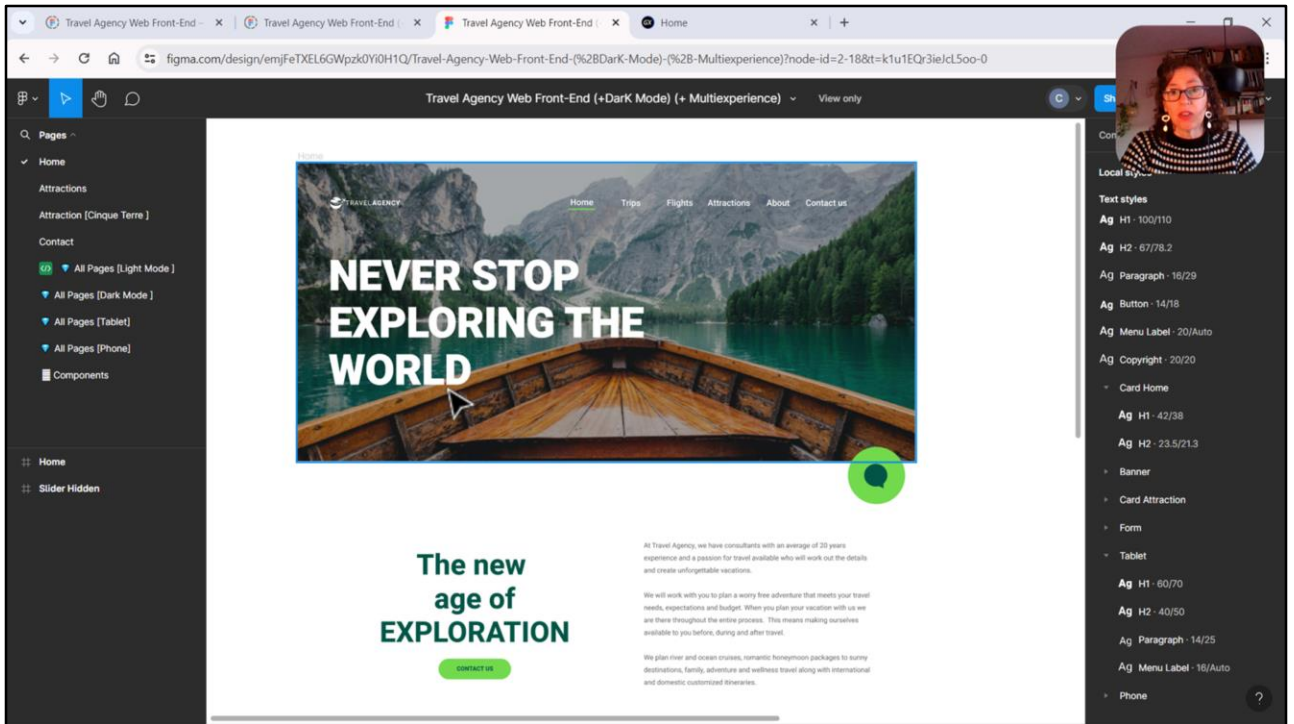 Travel Agency Web Front-End –
Travel Agency Web Front-End (
Travel Agency Web Front-End (
GX
Home
figma.com/design/emjFeTXEL6GWpzk0Yi0H1Q/Travel-Agency-Web-Front-End-(%2BDarK-Mode)-(%2B-Multiexperience)?node-id=2-18&t=k1u1EQr3ieJcL5oo-0
Travel Agency Web Front-End (+DarK Mode) (+ Multiexperience)
View only
C
Sh
Pages
Home
Attractions
Attraction [Cinque Terre ]
Contact
All Pages [Light Mode ]
All Pages [Dark Mode ]
All Pages [Tablet]
All Pages [Phone]
Components
Home
Slider Hidden
Home
TRAVELAGENCY
Home Trips Flights Attractions About Contact us
NEVER STOP
EXPLORING THE
WORLD
The new
age of
EXPLORATION
CONTACT US
At Travel Agency, we have consultants with an average of 20 years
experience and a passion for travel available who will work out the details
and create unforgettable vacations.
We will work with you to plan a worry free adventure that meets your travel
needs, expectations and budget. When you plan your vacation with us we
are there throughout the entire process. This means making ourselves
available to you before, during and after travel.
We plan river and ocean cruises, romantic honeymoon packages to sunny
destinations, family, adventure and wellness travel along with international
and domestic customized itineraries.
Com
Local styles
Text styles
Ag H1 · 100/110
Ag H2 · 67/78.2
Ag Paragraph · 16/29
Ag Button · 14/18
Ag Menu Label · 20/Auto
Ag Copyright · 20/20
Card Home
Ag H1 · 42/38
Ag H2 · 23.5/21.3
Banner
Card Attraction
Form
Tablet
Ag H1 · 60/70
Ag H2 · 40/50
Ag Paragraph · 14/25
Ag Menu Label · 16/Auto
Phone
?